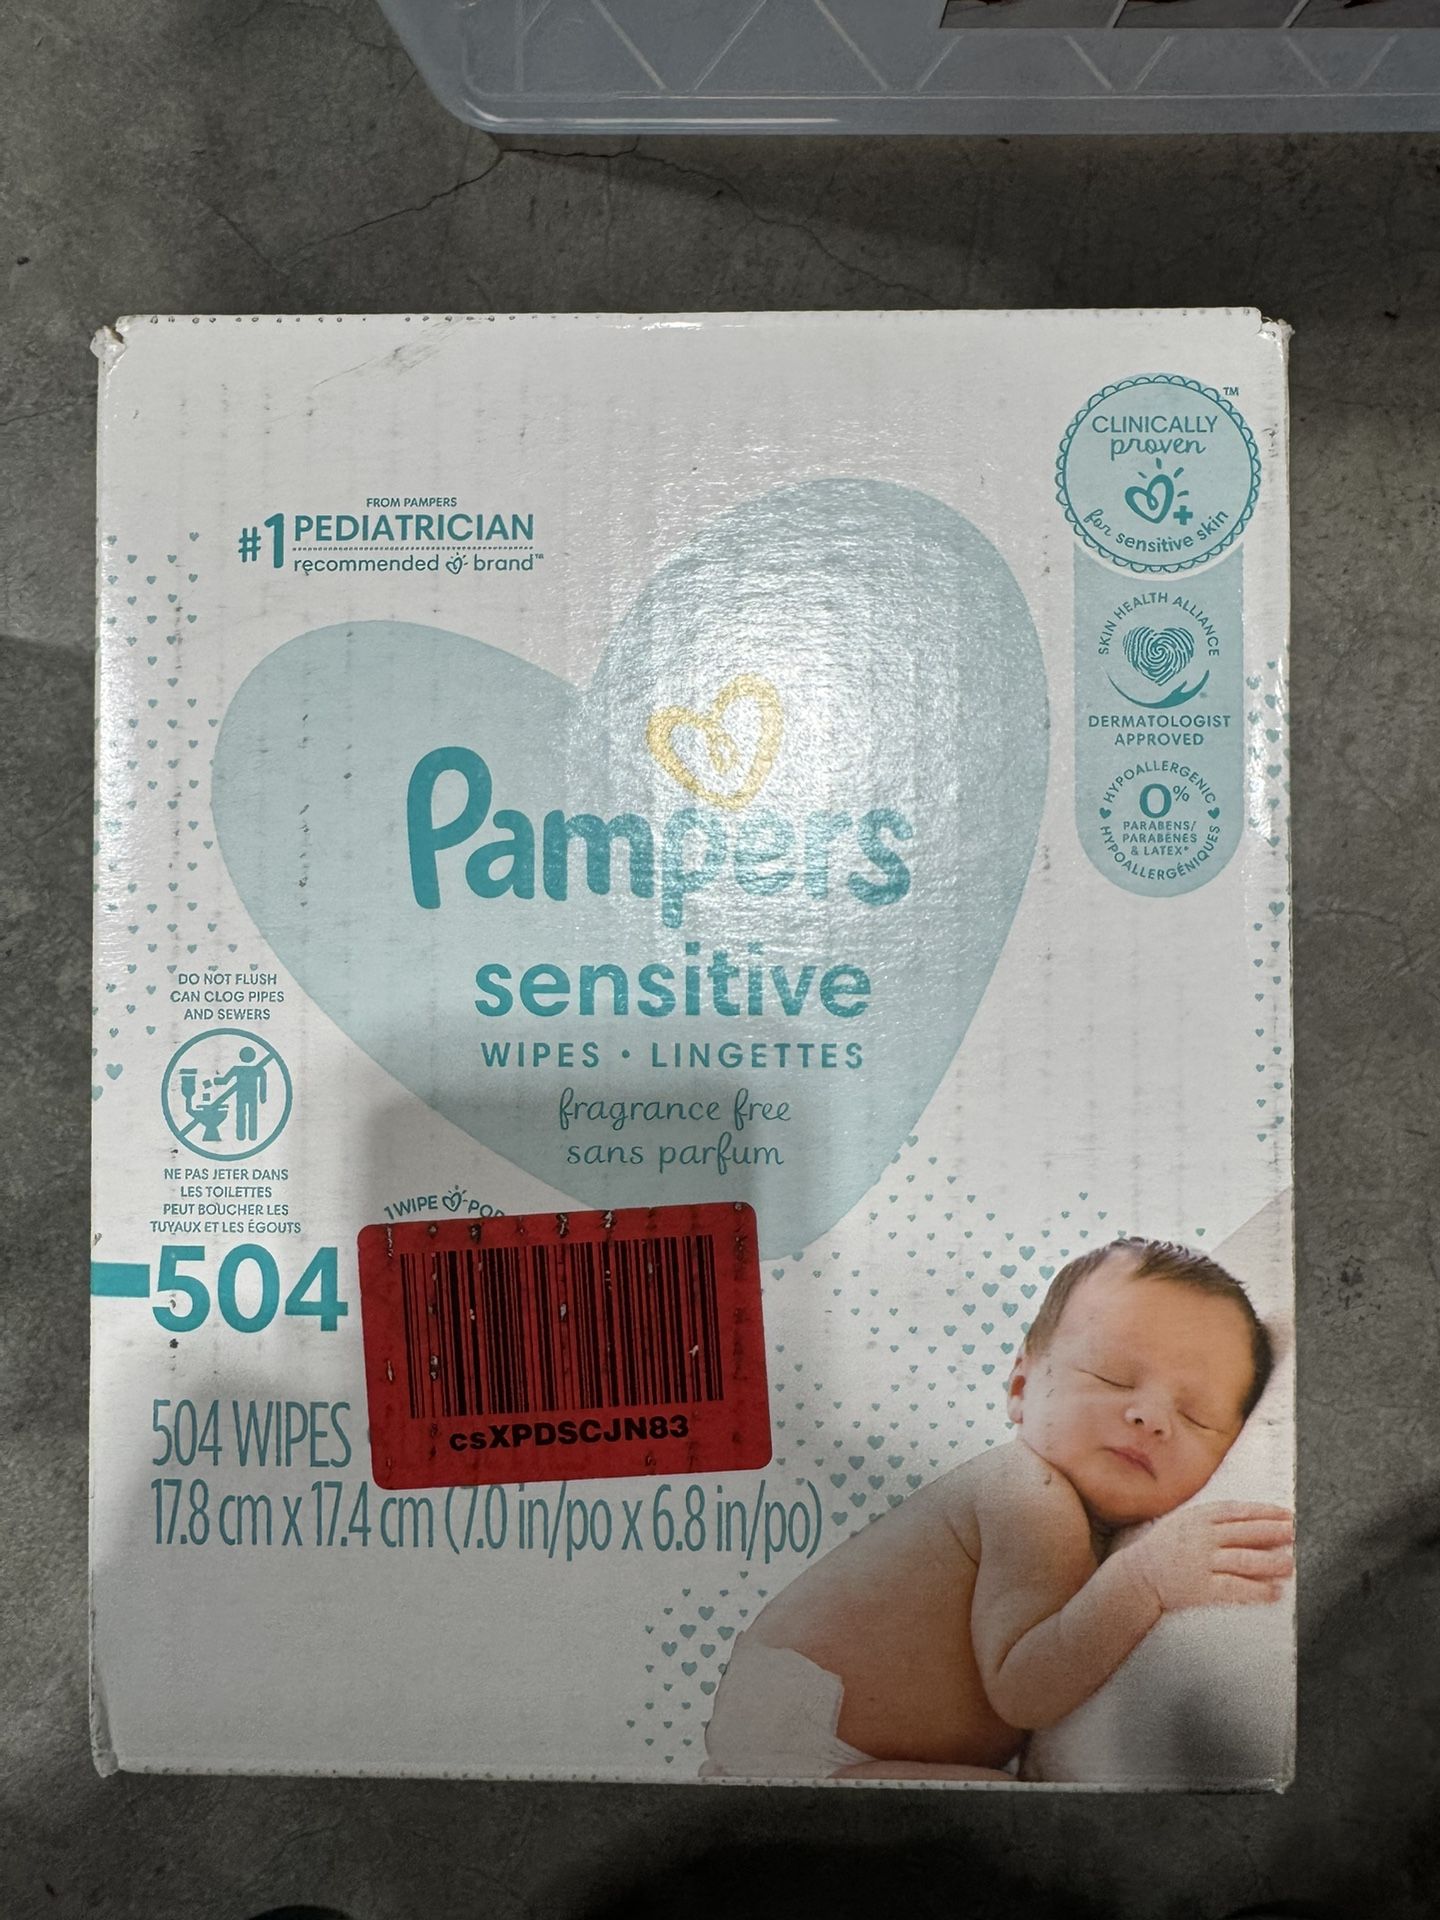 CLINICALLY
proven
for sensitive skin
TM
FROM PAMPERS
#1 PEDIATRICIAN
recommended brand™
SKIN HEALTH ALLIANCE
DERMATOLOGIST
APPROVED
HYPOALLERGENIC
0%
PARABENS/
PARABÈNES
& LATEX*
HYPOALLERGÉNIQUES
Pampers
sensitive
WIPES • LINGETTES
fragrance free
sans parfum
DO NOT FLUSH
CAN CLOG PIPES
AND SEWERS
NE PAS JETER DANS
LES TOILETTES
PEUT BOUCHER LES
TUYAUX ET LES ÉGOUTS
1 WIPE
504
csXPDSCJN83
504 WIPES
17.8 cm x 17.4 cm (7.0 in/po x 6.8 in/po)